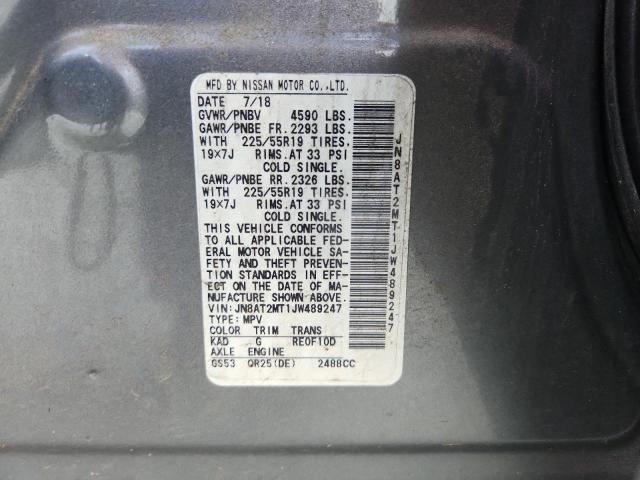 MFD BY NISSAN MOTOR CO.,LTD.
DATE 7/18
GVWR/PNBV 4590 LBS.
GAWR/PNBE FR. 2293 LBS.
WITH 225/55R19 TIRES.
19×7J RIMS.AT 33 PSI
COLD SINGLE.
GAWR/PNBE RR. 2326 LBS.
WITH 225/55R19 TIRES.
19×7J RIMS.AT 33 PSI
COLD SINGLE.
THIS VEHICLE CONFORMS
TO ALL APPLICABLE FED-
ERAL MOTOR VEHICLE SA-
FETY AND THEFT PREVEN-
TION STANDARDS IN EFF-
ECT ON THE DATE OF MA-
NUFACTURE SHOWN ABOVE.
VIN:JN8AT2MT1JW489247
TYPE:MPV
COLOR TRIM TRANS
KAD G RE0F10D
AXLE ENGINE
GS53 QR25(DE) 2488CC
JN8AT2MT1JW489247